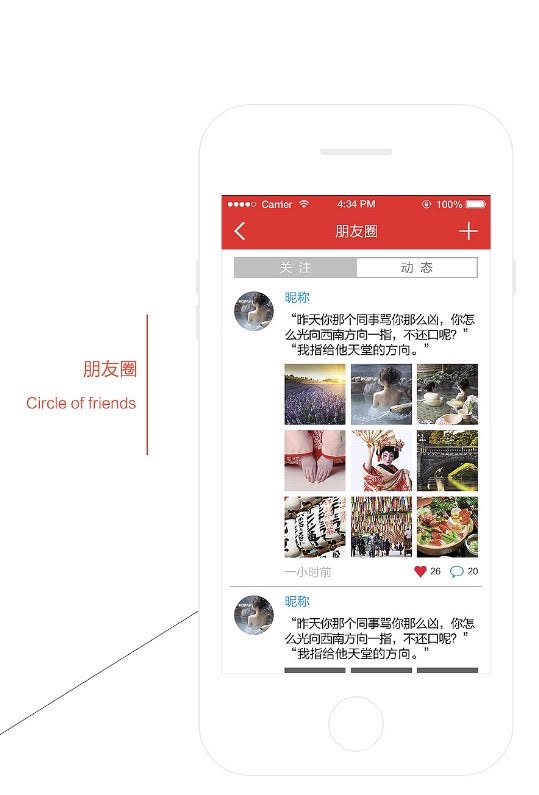 Carrier 4:34 PM 100%
朋友圈
关注 动态
昵称
“昨天你那个同事骂你那么凶，你怎
么光向西南方向一指，不还口呢？”
“我指给他天堂的方向。”
朋友圈
Circle of friends
一小时前 26 20
昵称
“昨天你那个同事骂你那么凶，你怎
么光向西南方向一指，不还口呢？”
“我指给他天堂的方向。”